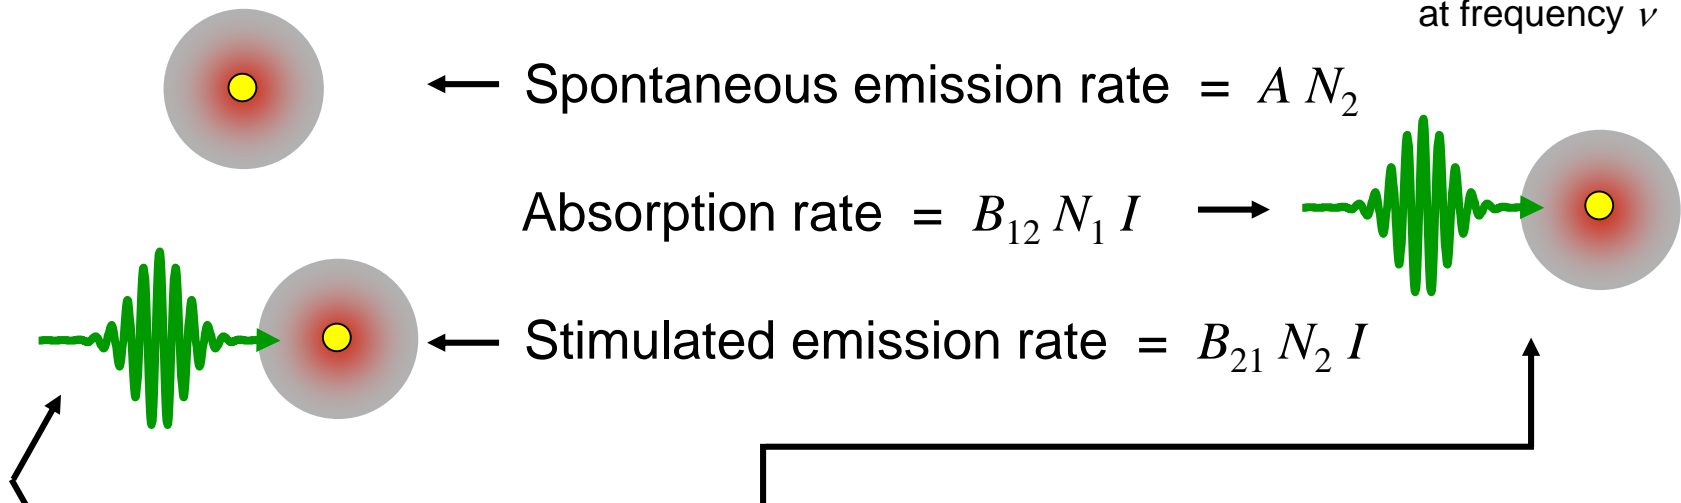 at frequency ν
Spontaneous emission rate = A N₂
Absorption rate = B₁₂ N₁ I
Stimulated emission rate = B₂₁ N₂ I